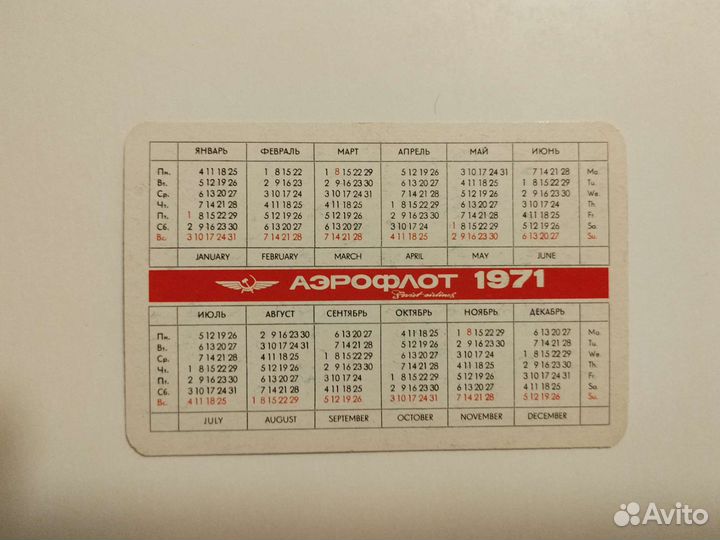 ЯНВАРЬ ФЕВРАЛЬ МАРТ АПРЕЛЬ МАЙ ИЮНЬ
Пн. 4 11 18 25 1 8 15 22 1 8 15 22 29 5 12 19 26 3 10 17 24 31 7 14 21 28 Mo.
Вт. 5 12 19 26 2 9 16 23 2 9 16 23 30 6 13 20 27 4 11 18 25 1 8 15 22 29 Tu.
Ср. 6 13 20 27 3 10 17 24 3 10 17 24 31 7 14 21 28 5 12 19 26 2 9 16 23 30 We.
Чт. 7 14 21 28 4 11 18 25 4 11 18 25 1 8 15 22 29 6 13 20 27 3 10 17 24 Th.
Пт. 1 8 15 22 29 5 12 19 26 5 12 19 26 2 9 16 23 30 7 14 21 28 4 11 18 25 Fr.
Сб. 2 9 16 23 30 6 13 20 27 6 13 20 27 3 10 17 24 1 8 15 22 29 5 12 19 26 Sa.
Вс. 3 10 17 24 31 7 14 21 28 7 14 21 28 4 11 18 25 2 9 16 23 30 6 13 20 27 Su.
JANUARY FEBRUARY MARCH APRIL MAY JUNE
АЭРОФЛОТ 1971
Soviet airlines
ИЮЛЬ АВГУСТ СЕНТЯБРЬ ОКТЯБРЬ НОЯБРЬ ДЕКАБРЬ
Пн. 5 12 19 26 2 9 16 23 30 6 13 20 27 4 11 18 25 1 8 15 22 29 6 13 20 27 Mo.
Вт. 6 13 20 27 3 10 17 24 31 7 14 21 28 5 12 19 26 2 9 16 23 30 7 14 21 28 Tu.
Ср. 7 14 21 28 4 11 18 25 1 8 15 22 29 6 13 20 27 3 10 17 24 1 8 15 22 29 We.
Чт. 1 8 15 22 29 5 12 19 26 2 9 16 23 30 7 14 21 28 4 11 18 25 2 9 16 23 30 Th.
Пт. 2 9 16 23 30 6 13 20 27 3 10 17 24 1 8 15 22 29 5 12 19 26 3 10 17 24 31 Fr.
Сб. 3 10 17 24 31 7 14 21 28 4 11 18 25 2 9 16 23 30 6 13 20 27 4 11 18 25 Sa.
Вс. 4 11 18 25 1 8 15 22 29 5 12 19 26 3 10 17 24 31 7 14 21 28 5 12 19 26 Su.
JULY AUGUST SEPTEMBER OCTOBER NOVEMBER DECEMBER
Avito